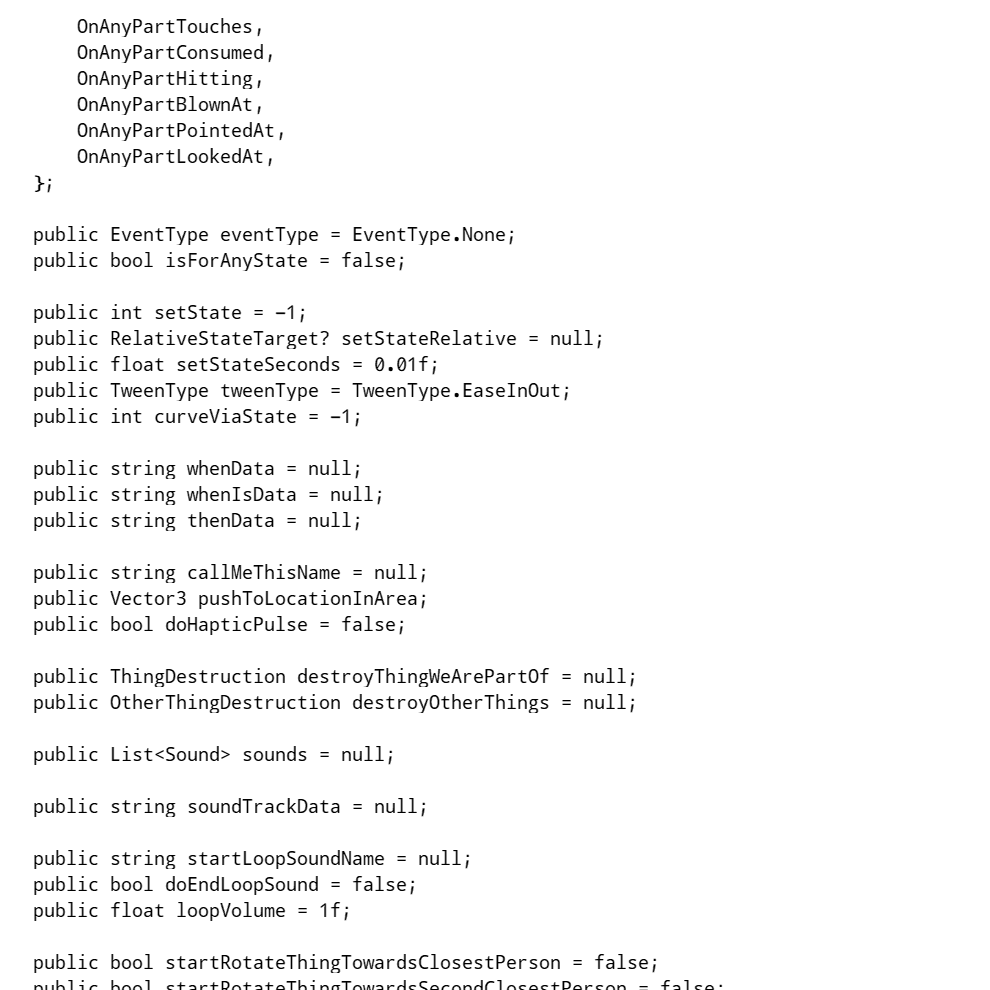 OnAnyPartTouches,
OnAnyPartConsumed,
OnAnyPartHitting,
OnAnyPartBlownAt,
OnAnyPartPointedAt,
OnAnyPartLookedAt,
};
public EventType eventType = EventType.None;
public bool isForAnyState = false;
public int setState = -1;
public RelativeStateTarget? setStateRelative = null;
public float setStateSeconds = 0.01f;
public TweenType tweenType = TweenType.EaseInOut;
public int curveViaState = -1;
public string whenData = null;
public string whenIsData = null;
public string thenData = null;
public string callMeThisName = null;
public Vector3 pushToLocationInArea;
public bool doHapticPulse = false;
public ThingDestruction destroyThingWeArePartOf = null;
public OtherThingDestruction destroyOtherThings = null;
public List<Sound> sounds = null;
public string soundTrackData = null;
public string startLoopSoundName = null;
public bool doEndLoopSound = false;
public float loopVolume = 1f;
public bool startRotateThingTowardsClosestPerson = false;
public bool startRotateThingTowardsSecondClosestPerson = false;